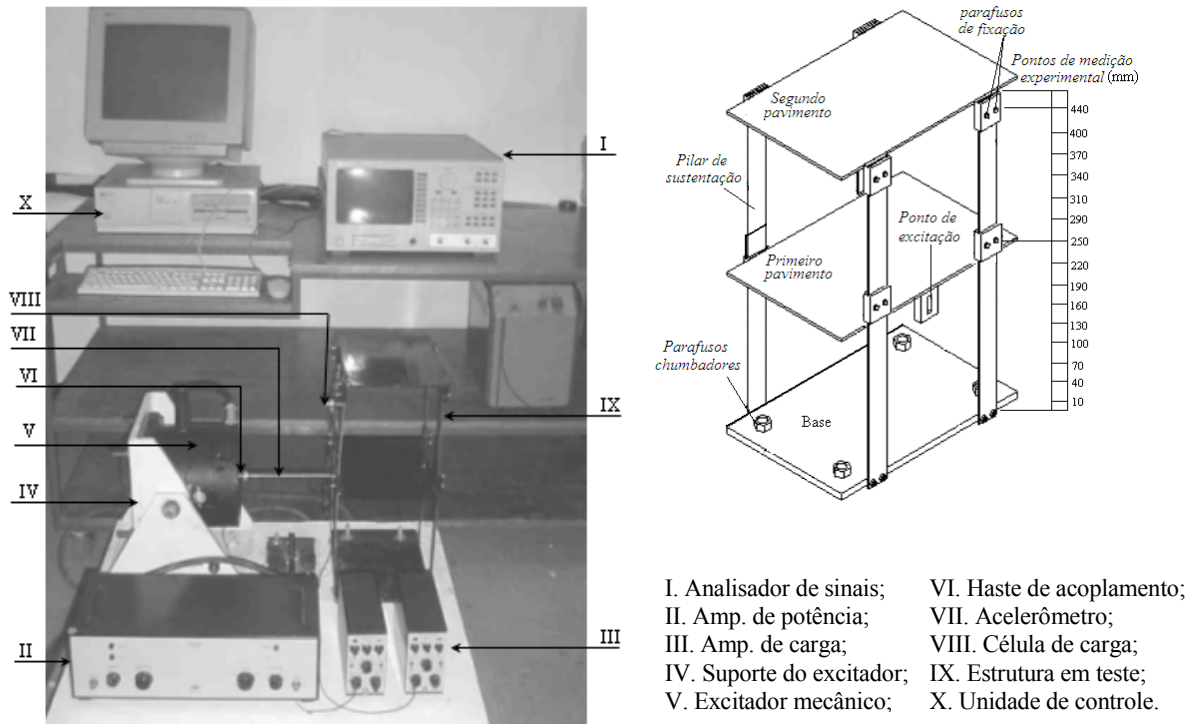 I
X
VIII
VII
VI
V
IV
IX
II
III
parafusos
de fixação
Pontos de medição
experimental (mm)
Segundo
pavimento
Pilar de
sustentação
Ponto de
excitação
Primeiro
pavimento
Parafusos
chumbadores
Base
440
400
370
340
310
290
250
220
190
160
130
100
70
40
10
I. Analisador de sinais;
II. Amp. de potência;
III. Amp. de carga;
IV. Suporte do excitador;
V. Excitador mecânico;
VI. Haste de acoplamento;
VII. Acelerômetro;
VIII. Célula de carga;
IX. Estrutura em teste;
X. Unidade de controle.